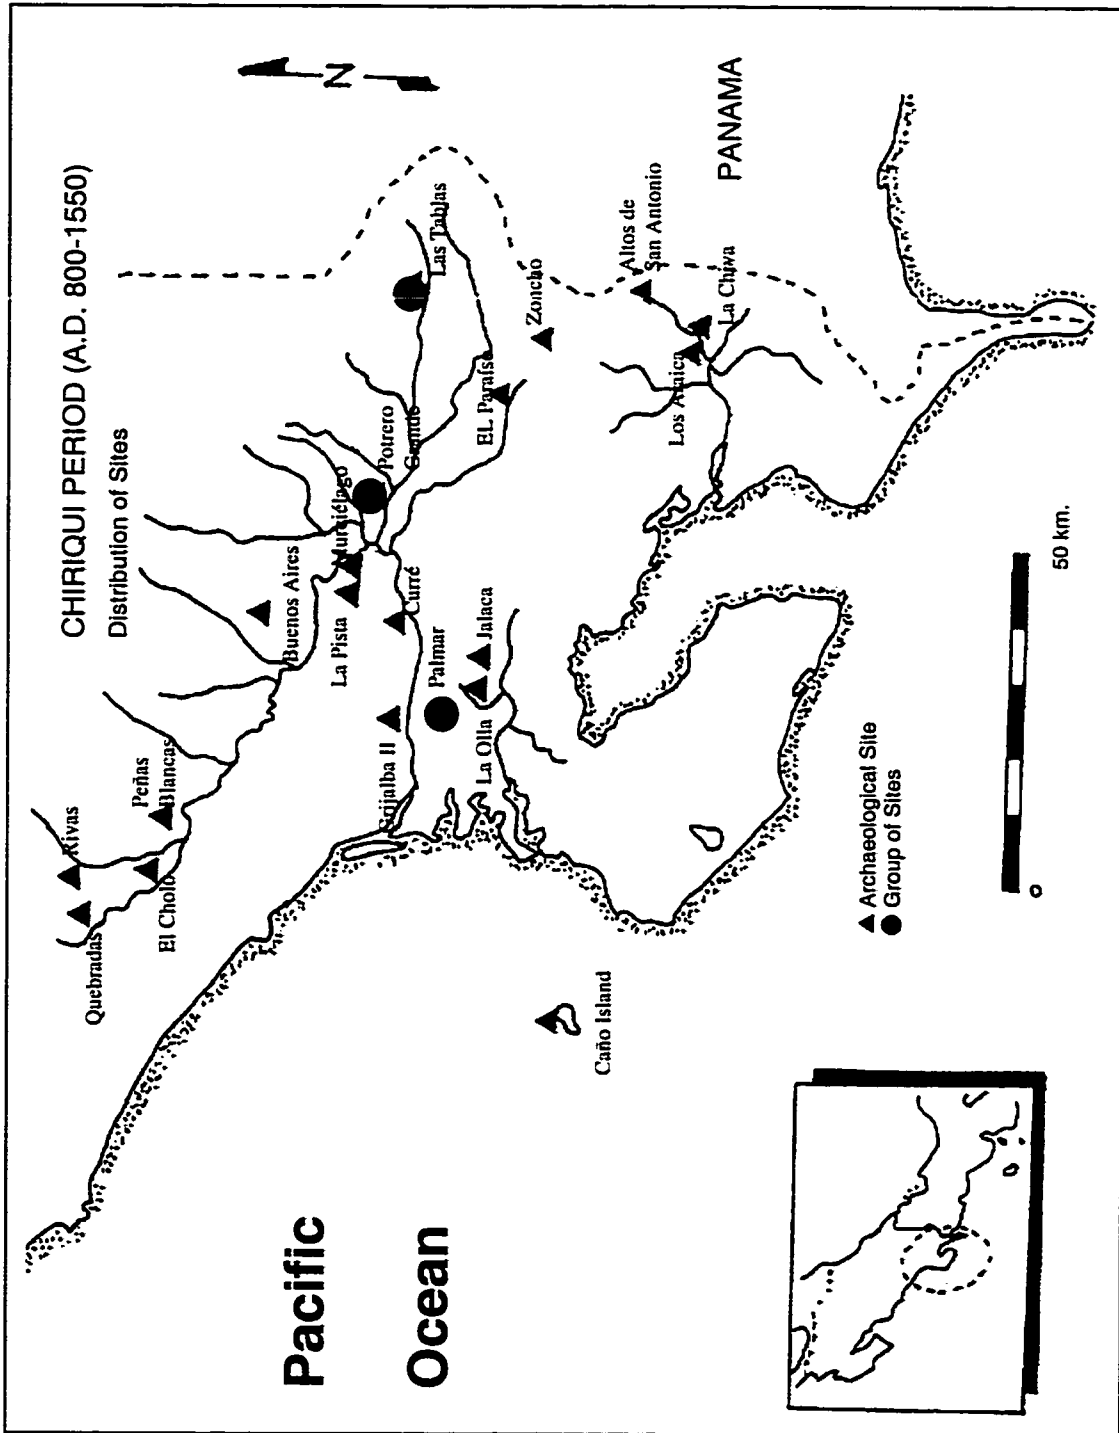 CHIRIQUI PERIOD (A.D. 800-1550)
Distribution of Sites
N
Rivas
Quebradas
Peñas
Blancas
El Cholo
Buenos Aires
La Pista
Murciélago
Potrero
Grande
Las Tablas
Curré
Grijalba II
Palmar
Jalaca
La Olla
EL Paraíso
Zoncho
Altos de
San Antonio
La Chiva
Los Araica
PANAMA
Caño Island
Pacific
Ocean
Archaeological Site
Group of Sites
0
50 km.